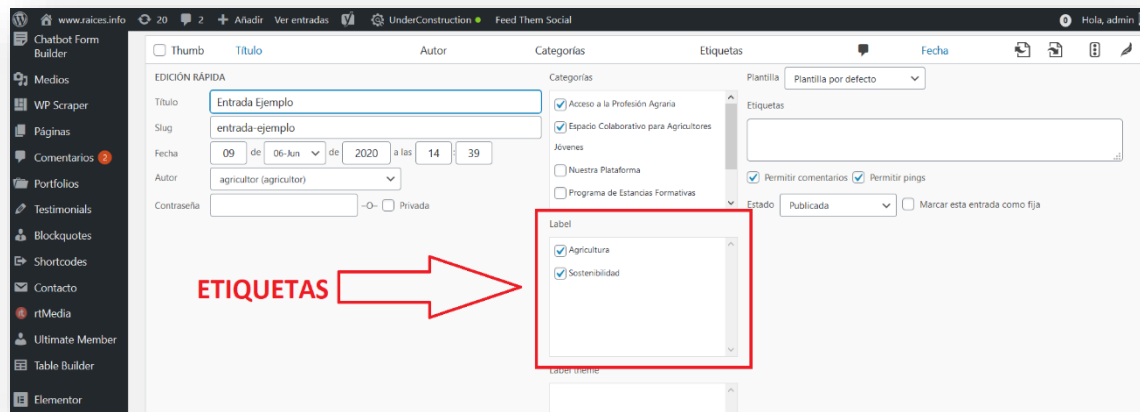 www.raices.info 20 2 Añadir Ver entradas UnderConstruction Feed Them Social 0 Hola, admin
Chatbot Form
Builder
Medios
WP Scraper
Páginas
Comentarios 2
Portfolios
Testimonials
Blockquotes
Shortcodes
Contacto
rtMedia
Ultimate Member
Table Builder
Elementor
Thumb Título Autor Categorías Etiquetas Fecha
EDICIÓN RÁPIDA
Título Entrada Ejemplo
Slug entrada-ejemplo
Fecha 09 de 06-Jun de 2020 a las 14 : 39
Autor agricultor (agricultor)
Contraseña –O– Privada
Categorías
Acceso a la Profesión Agraria
Espacio Colaborativo para Agricultores
Jóvenes
Nuestra Plataforma
Programa de Estancias Formativas
Plantilla Plantilla por defecto
Etiquetas
Permitir comentarios Permitir pings
Estado Publicada Marcar esta entrada como fija
Label
Agricultura
Sostenibilidad
ETIQUETAS
Label theme